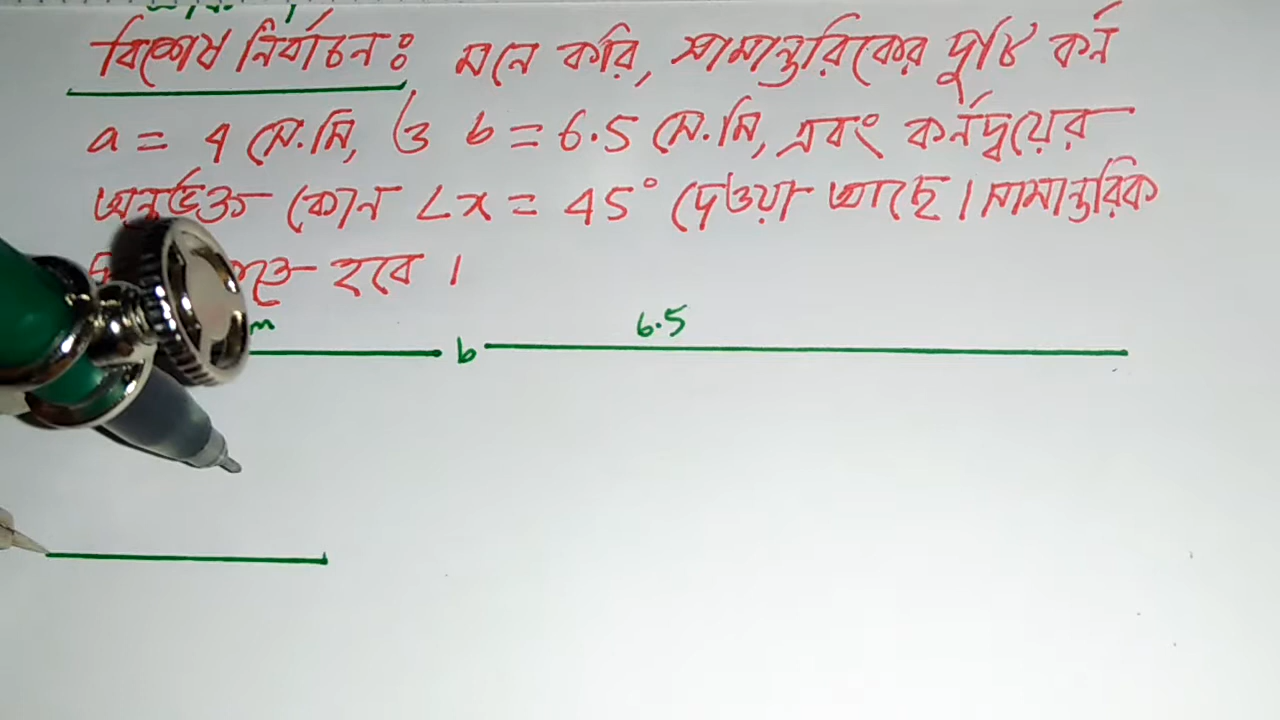 বিশেষ নির্বাচনঃ মনে করি, সামান্তরিকের দুটি কর্ন
a = 4 সে.মি, ও b = 6.5 সে.মি, এবং কর্নদ্বয়ের
অন্তর্ভুক্ত কোন ∠x = 45° দেওয়া আছে। সামান্তরিক
হবে।
m b 6.5